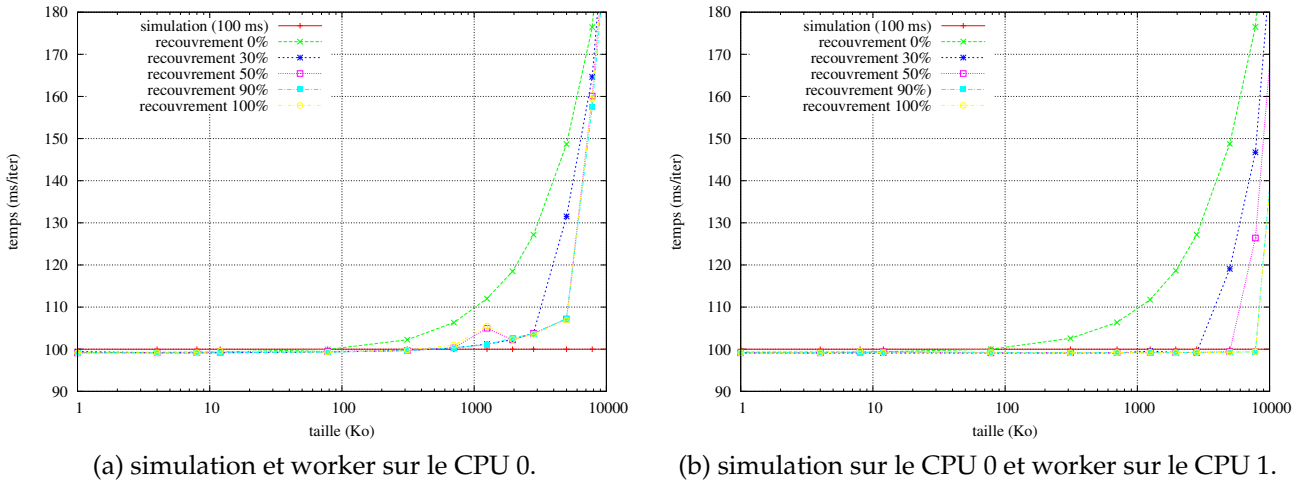 180
170
160
150
140
130
120
110
100
90
temps (ms/iter)
simulation (100 ms)
recouvrement 0%
recouvrement 30%
recouvrement 50%
recouvrement 90%
recouvrement 100%
1
10
100
1000
10000
taille (Ko)
(a) simulation et worker sur le CPU 0.
180
170
160
150
140
130
120
110
100
90
temps (ms/iter)
simulation (100 ms)
recouvrement 0%
recouvrement 30%
recouvrement 50%
recouvrement 90%)
recouvrement 100%
1
10
100
1000
10000
taille (Ko)
(b) simulation sur le CPU 0 et worker sur le CPU 1.